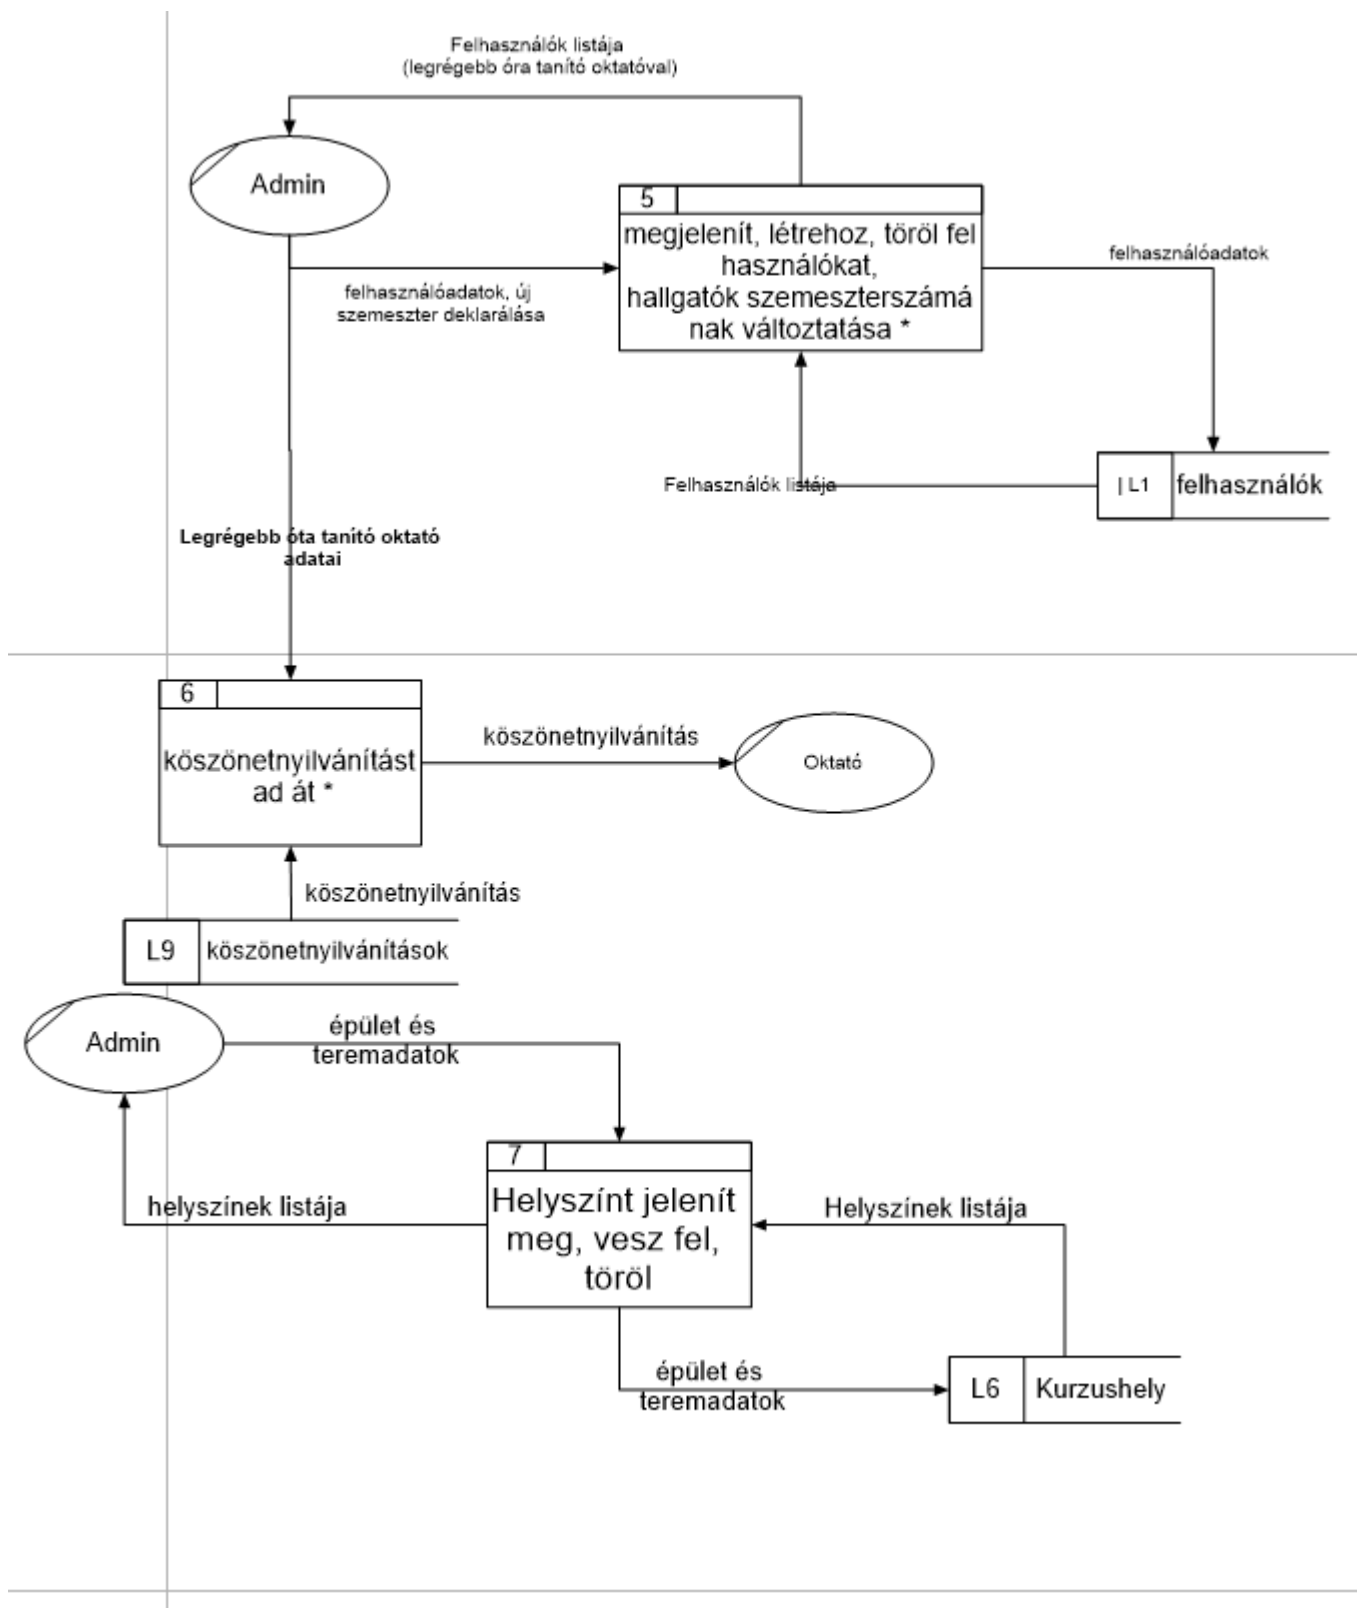 Felhasználók listája
(legrégebb óra tanító oktatóval)
Admin
5
megjelenít, létrehoz, töröl fel
használókat,
hallgatók szemeszterszámá
nak változtatása *
felhasználóadatok
felhasználóadatok, új
szemeszter deklarálása
Felhasználók listája
| L1
felhasználók
Legrégebb óta tanító oktató
adatai
6
köszönetnyilvánítást
ad át *
köszönetnyilvánítás
Oktató
köszönetnyilvánítás
L9
köszönetnyilvánítások
Admin
épület és
teremadatok
7
Helyszínt jelenít
meg, vesz fel,
töröl
helyszínek listája
Helyszínek listája
épület és
teremadatok
L6
Kurzushely